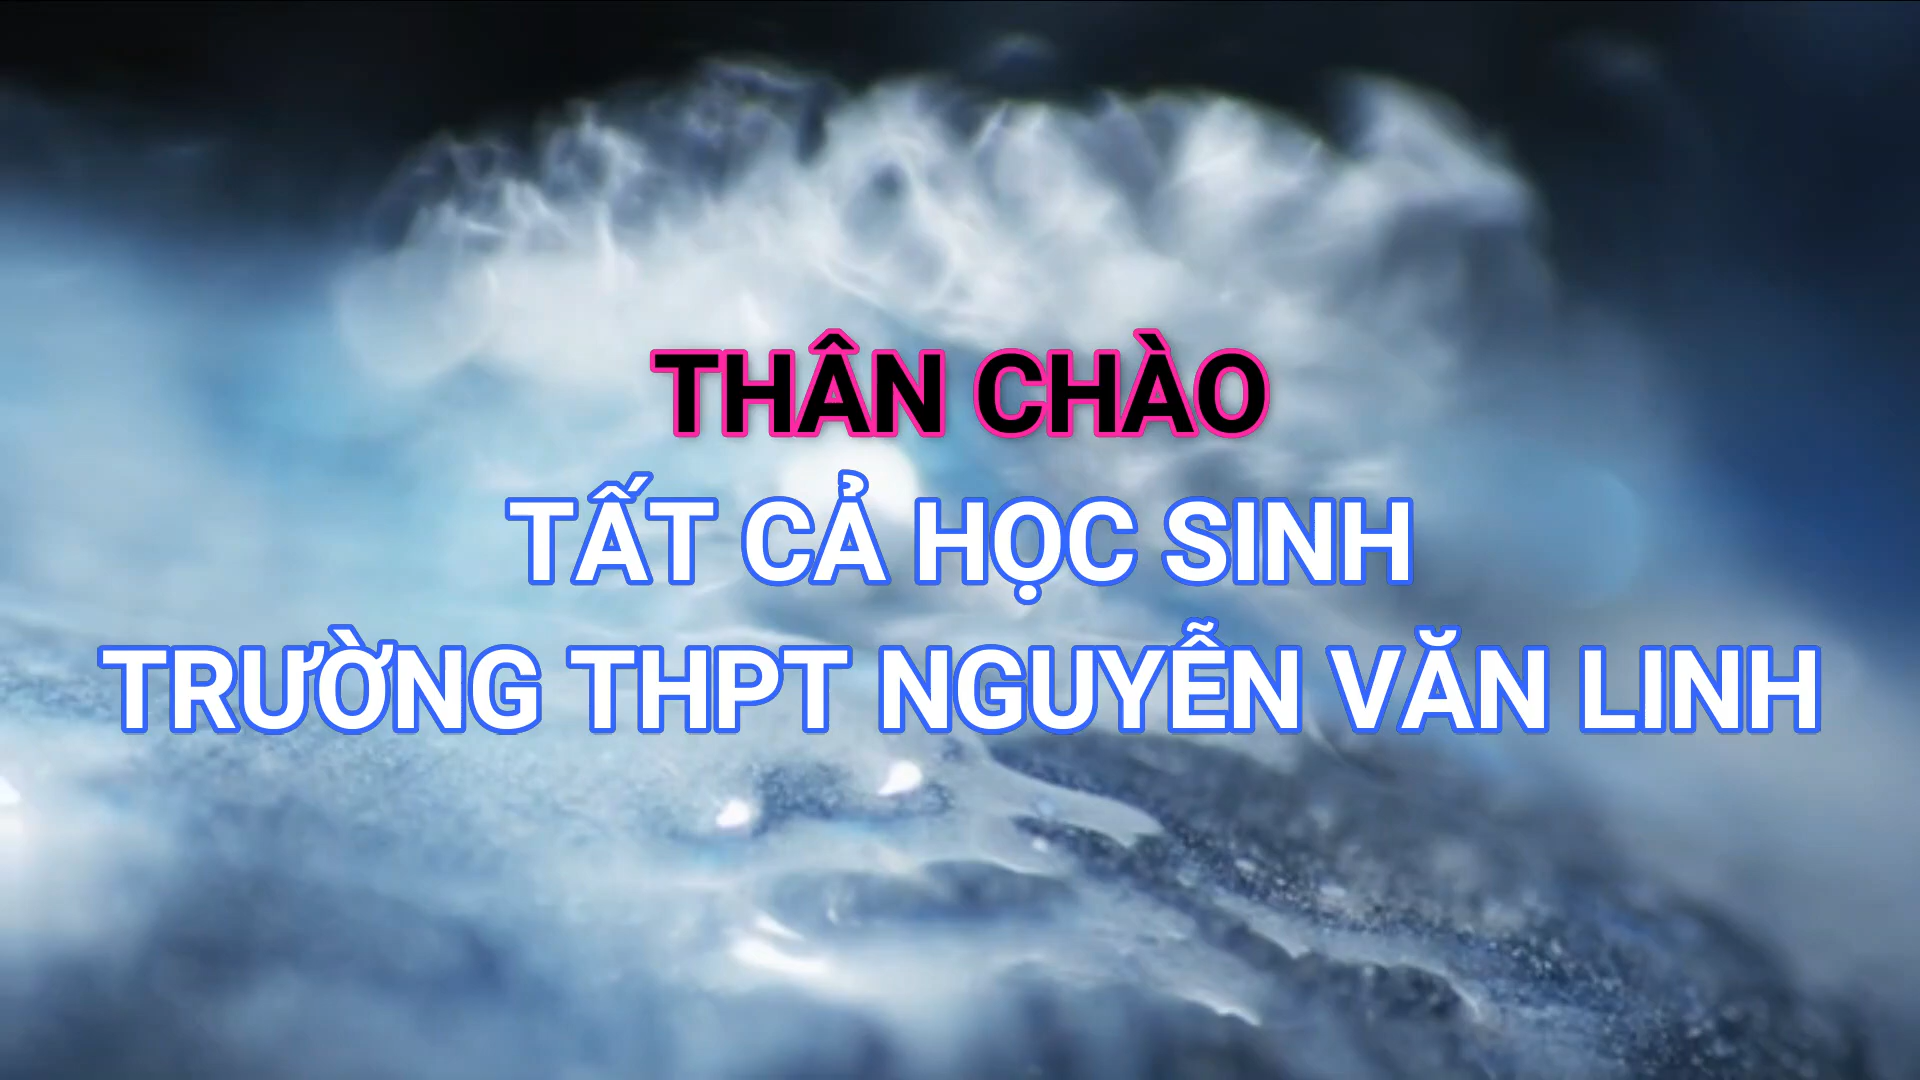 THÂN CHÀO
TẤT CẢ HỌC SINH
TRƯỜNG THPT NGUYỄN VĂN LINH